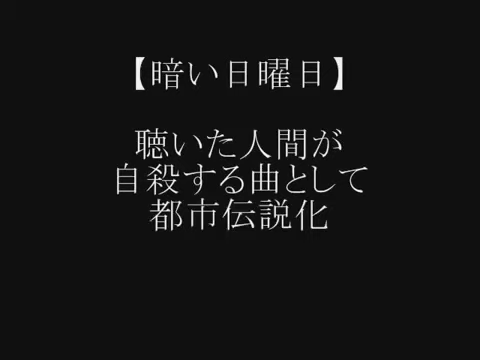 【暗い日曜日】
聴いた人間が
自殺する曲として
都市伝説化